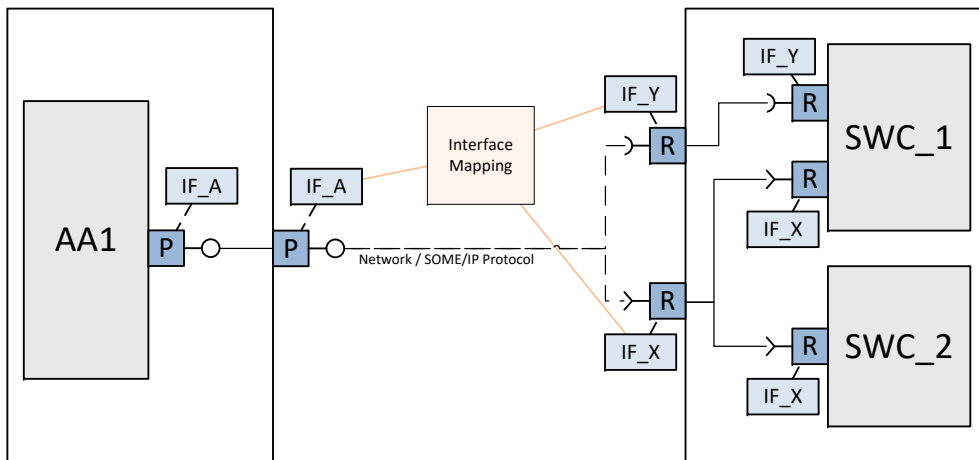 IF_Y
R
SWC_1
IF_Y
R
Interface
Mapping
R
IF_X
IF_A
IF_A
AA1
P
P
Network / SOME/IP Protocol
R
IF_X
R
SWC_2
IF_X